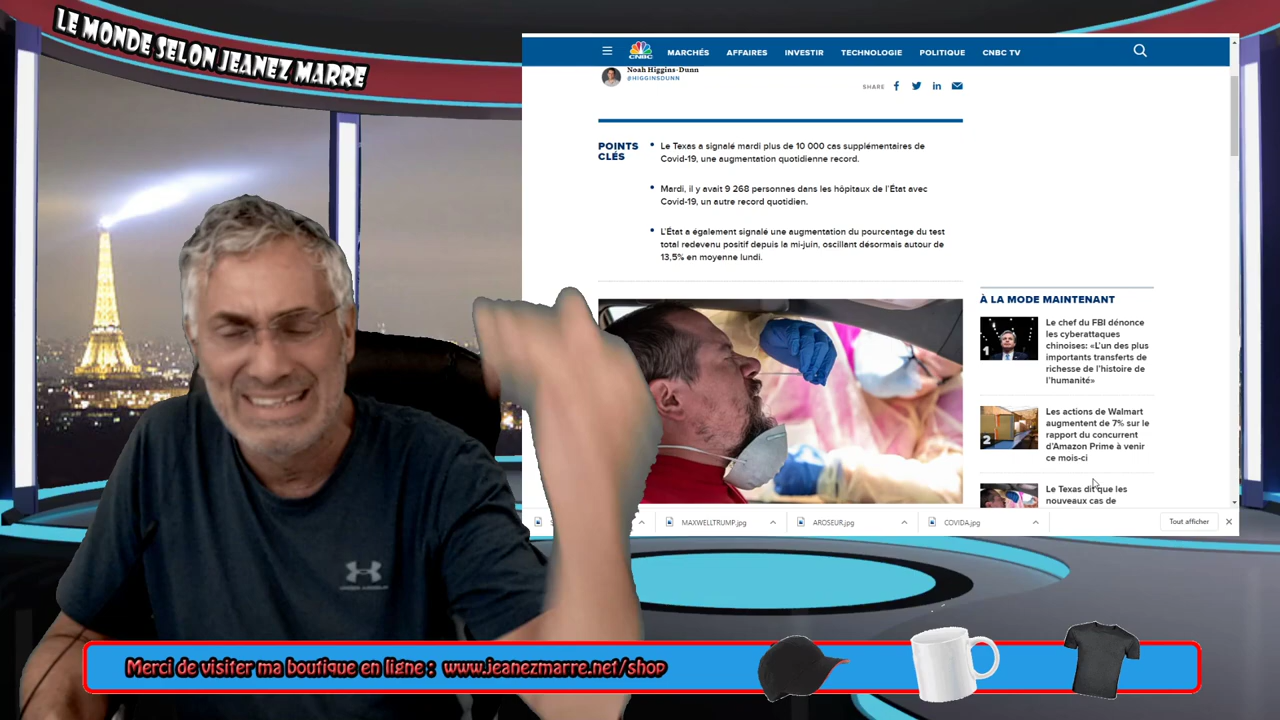 LE MONDE SELON JEANEZ MARRE
CNBC
MARCHÉS AFFAIRES INVESTIR TECHNOLOGIE POLITIQUE CNBC TV
Noah Higgins-Dunn
@HIGGINSDUNN
SHARE
POINTS
CLÉS
Le Texas a signalé mardi plus de 10 000 cas supplémentaires de
Covid-19, une augmentation quotidienne record.
Mardi, il y avait 9 268 personnes dans les hôpitaux de l'État avec
Covid-19, un autre record quotidien.
L'État a également signalé une augmentation du pourcentage du test
total redevenu positif depuis la mi-juin, oscillant désormais autour de
13,5% en moyenne lundi.
À LA MODE MAINTENANT
1
Le chef du FBI dénonce
les cyberattaques
chinoises: «L'un des plus
importants transferts de
richesse de l'histoire de
l'humanité»
2
Les actions de Walmart
augmentent de 7% sur le
rapport du concurrent
d'Amazon Prime à venir
ce mois-ci
Le Texas dit que les
nouveaux cas de
MAXWELLTRUMP.jpg
AROSEUR.jpg
COVIDA.jpg
Tout afficher
UNDER ARMOUR
Merci de visiter ma boutique en ligne : www.jeanezmarre.net/shop